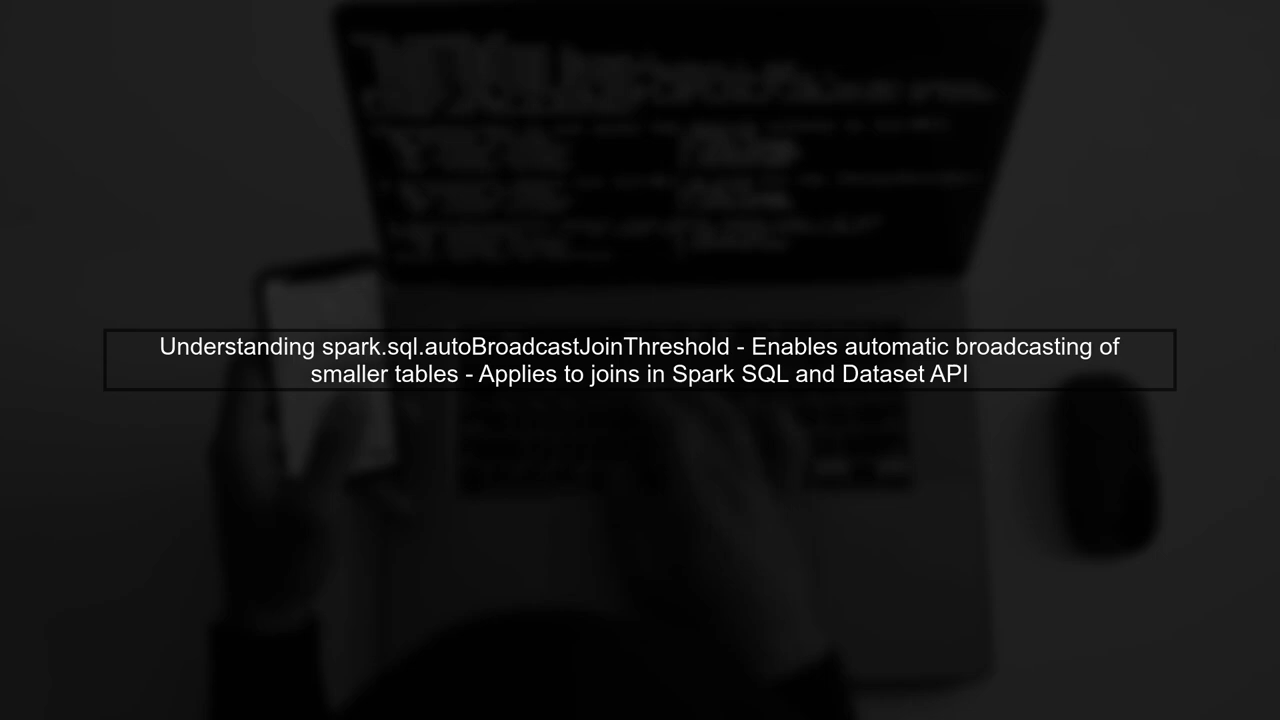 Understanding spark.sql.autoBroadcastJoinThreshold - Enables automatic broadcasting of
smaller tables - Applies to joins in Spark SQL and Dataset API